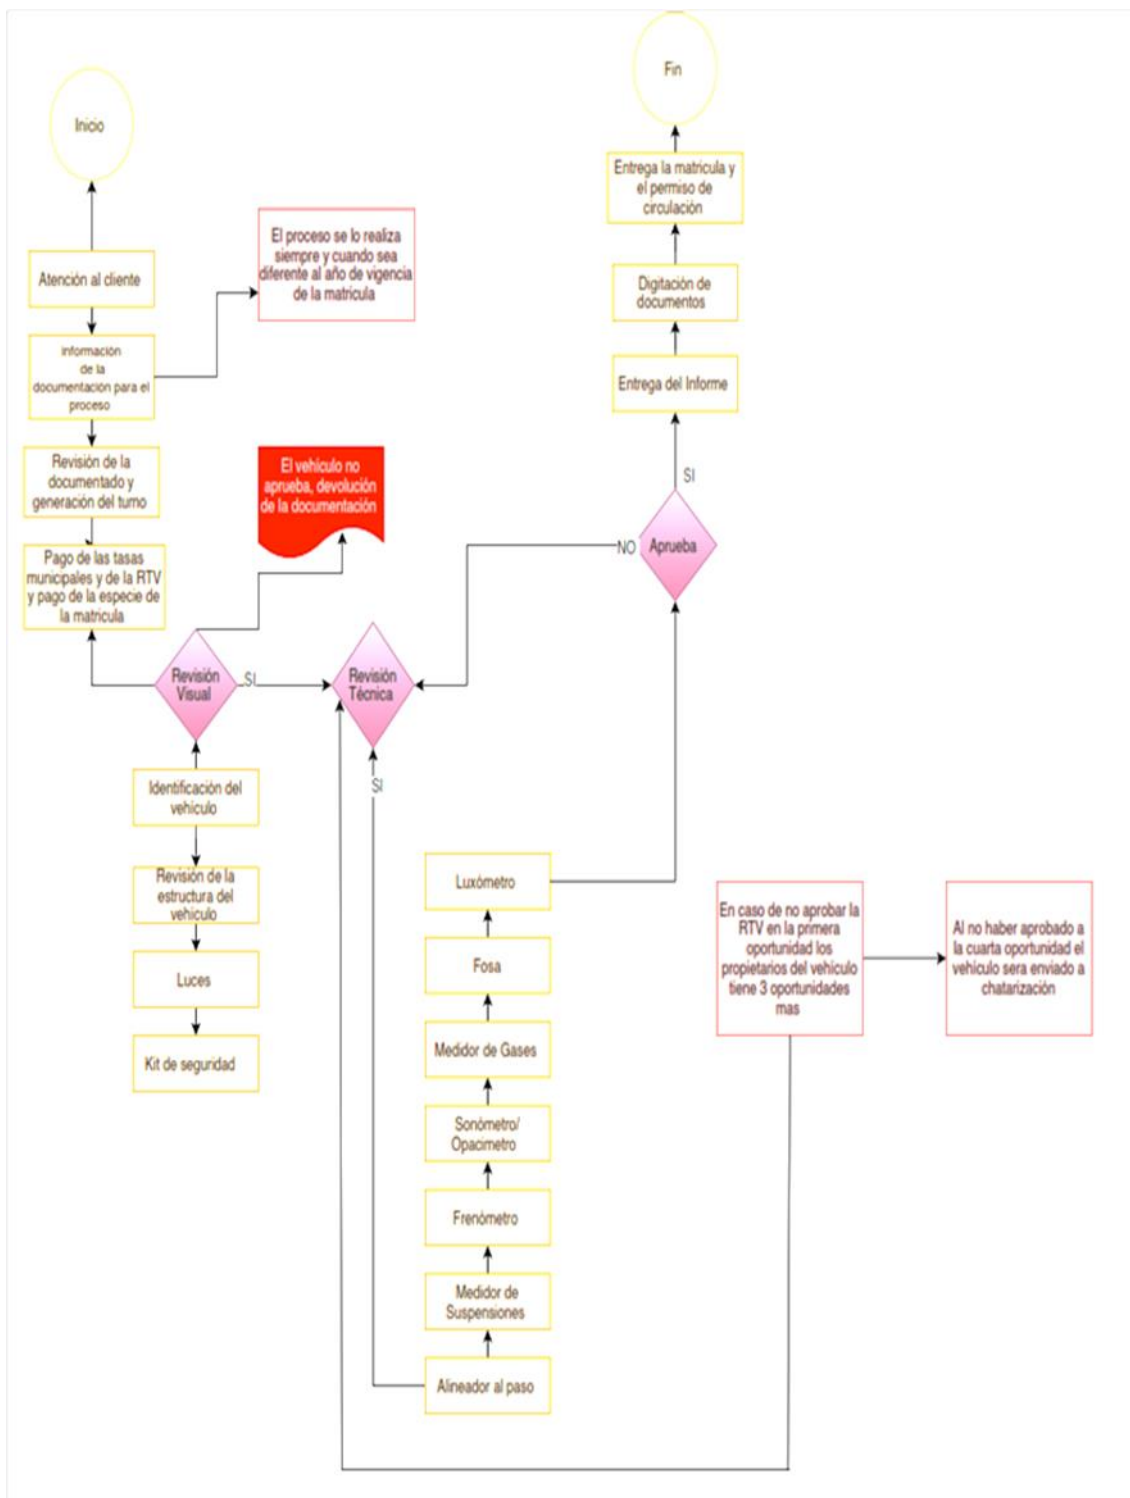 Inicio
Atención al cliente
información
de la
documentación para el
proceso
El proceso se lo realiza
siempre y cuando sea
diferente al año de vigencia
de la matricula
Revisión de la
documentado y
generación del turno
Pago de las tasas
municipales y de la RTV
y pago de la especie de
la matricula
El vehículo no
aprueba, devolución
de la documentación
Revisión
Visual
SI
Revisión
Técnica
SI
Identificación del
vehículo
Revisión de la
estructura del
vehículo
Luces
Kit de seguridad
Fin
Entrega la matricula y
el permiso de
circulación
Digitación de
documentos
Entrega del Informe
SI
NO
Aprueba
Luxómetro
Fosa
Medidor de Gases
Sonómetro/
Opacimetro
Frenómetro
Medidor de
Suspensiones
Alineador al paso
En caso de no aprobar la
RTV en la primera
oportunidad los
propietarios del vehículo
tiene 3 oportunidades
mas
Al no haber aprobado a
la cuarta oportunidad el
vehículo sera enviado a
chatarización